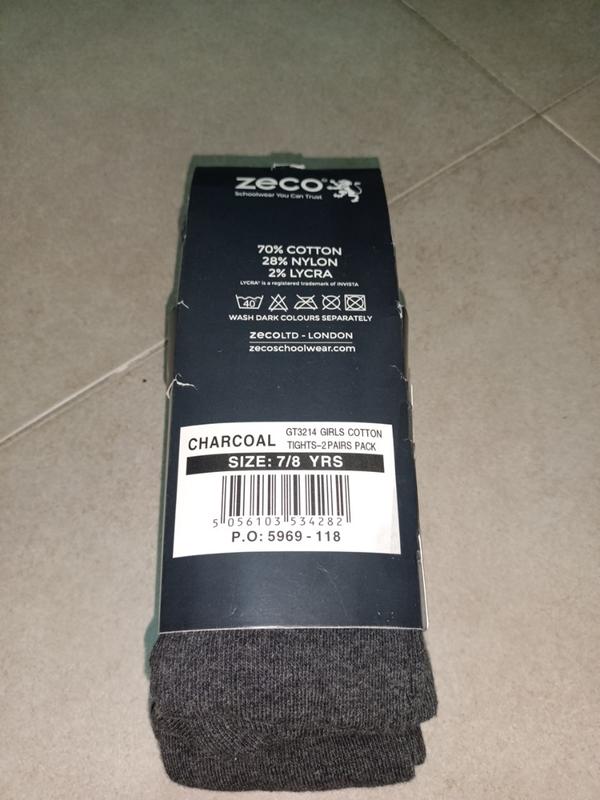 zeco®
Schoolwear You Can Trust
70% COTTON
28% NYLON
2% LYCRA
LYCRA® is a registered trademark of INVISTA
40
WASH DARK COLOURS SEPARATELY
zecoLTD - LONDON
zecoschoolwear.com
CHARCOAL
GT3214 GIRLS COTTON
TIGHTS-2PAIRS PACK
SIZE: 7/8 YRS
5 056103 534282
P.O: 5969 - 118